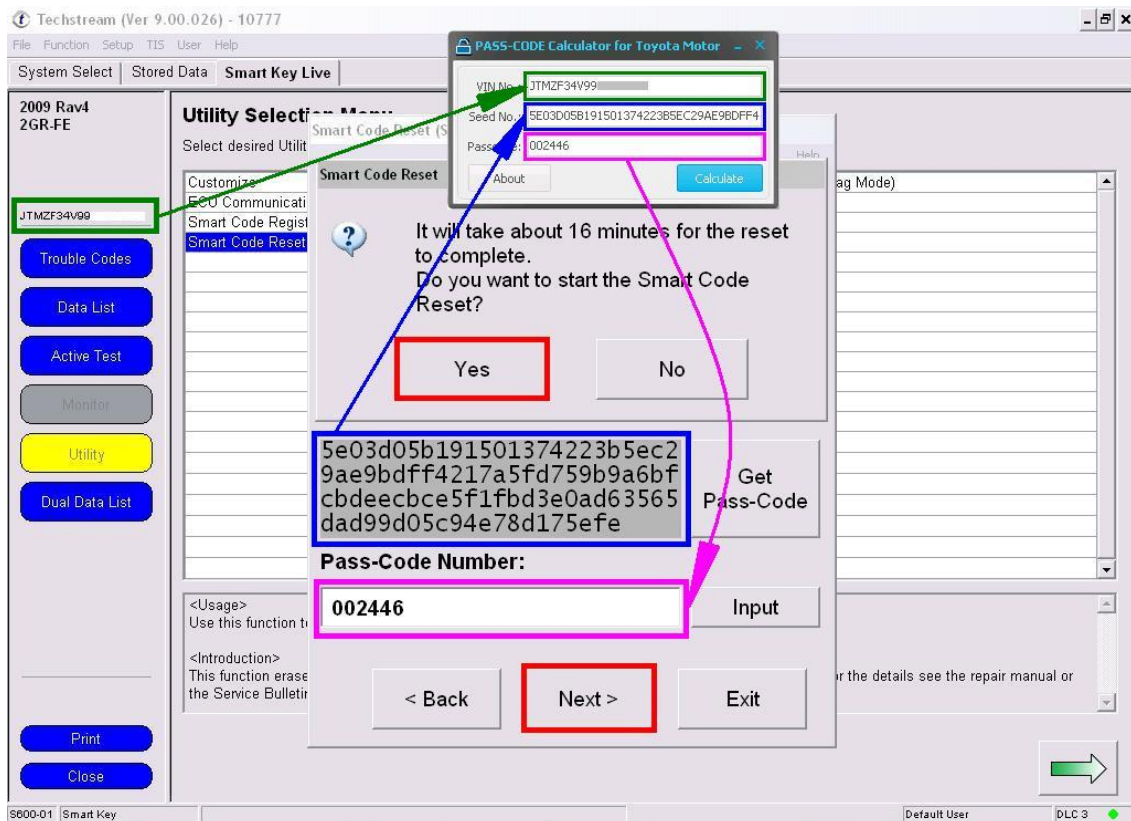 Techstream (Ver 9.00.026) - 10777
File Function Setup TIS User Help
System Select Stored Data Smart Key Live
2009 Rav4
2GR-FE
JTMZF34V99
Trouble Codes
Data List
Active Test
Monitor
Utility
Dual Data List
Print
Close
Utility Selection Menu
Select desired Utilit
Customize
ECU Communicati
Smart Code Regist
Smart Code Reset
ag Mode)
PASS-CODE Calculator for Toyota Motor
VIN No.: JTMZF34V99
Seed No.: 5E03D05B191501374223B5EC29AE9BDFF4
Pass 002446
About Calculate
Smart Code Reset (S
Help
Smart Code Reset
It will take about 16 minutes for the reset
to complete.
Do you want to start the Smart Code
Reset?
Yes No
5e03d05b191501374223b5ec2
9ae9bdff4217a5fd759b9a6bf
cbdeecbce5f1fbd3e0ad63565
dad99d05c94e78d175efe
Get
Pass-Code
Pass-Code Number:
002446 Input
< Back Next > Exit
<Usage>
Use this function t
<Introduction>
This function erase
the Service Bulletin
or the details see the repair manual or
S600-01 Smart Key Default User DLC 3